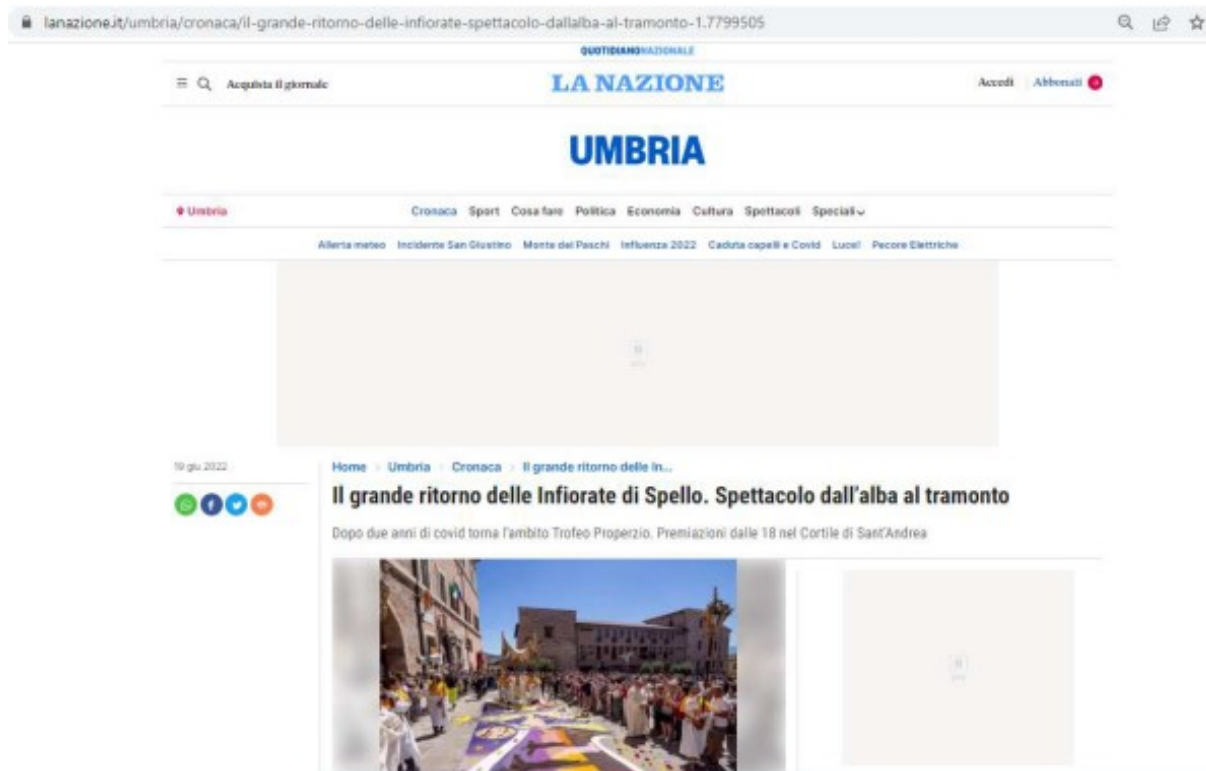 lanazione.it/umbria/cronaca/il-grande-ritorno-delle-infiorate-spettacolo-dallalba-al-tramonto-1.7799505
QUOTIDIANONAZIONALE
Acquista il giornale LA NAZIONE Accedi Abbonati
UMBRIA
Umbria Cronaca Sport Cosa fare Politica Economia Cultura Spettacoli Speciali
Allerta meteo Incidente San Giustino Monte dei Paschi Influenza 2022 Caduta capelli e Covid Luce! Pecore Elettriche
19 giu 2022 Home Umbria Cronaca Il grande ritorno delle In...
Il grande ritorno delle Infiorate di Spello. Spettacolo dall'alba al tramonto
Dopo due anni di covid torna l'ambito Trofeo Properzio. Premiazioni dalle 18 nel Cortile di Sant'Andrea